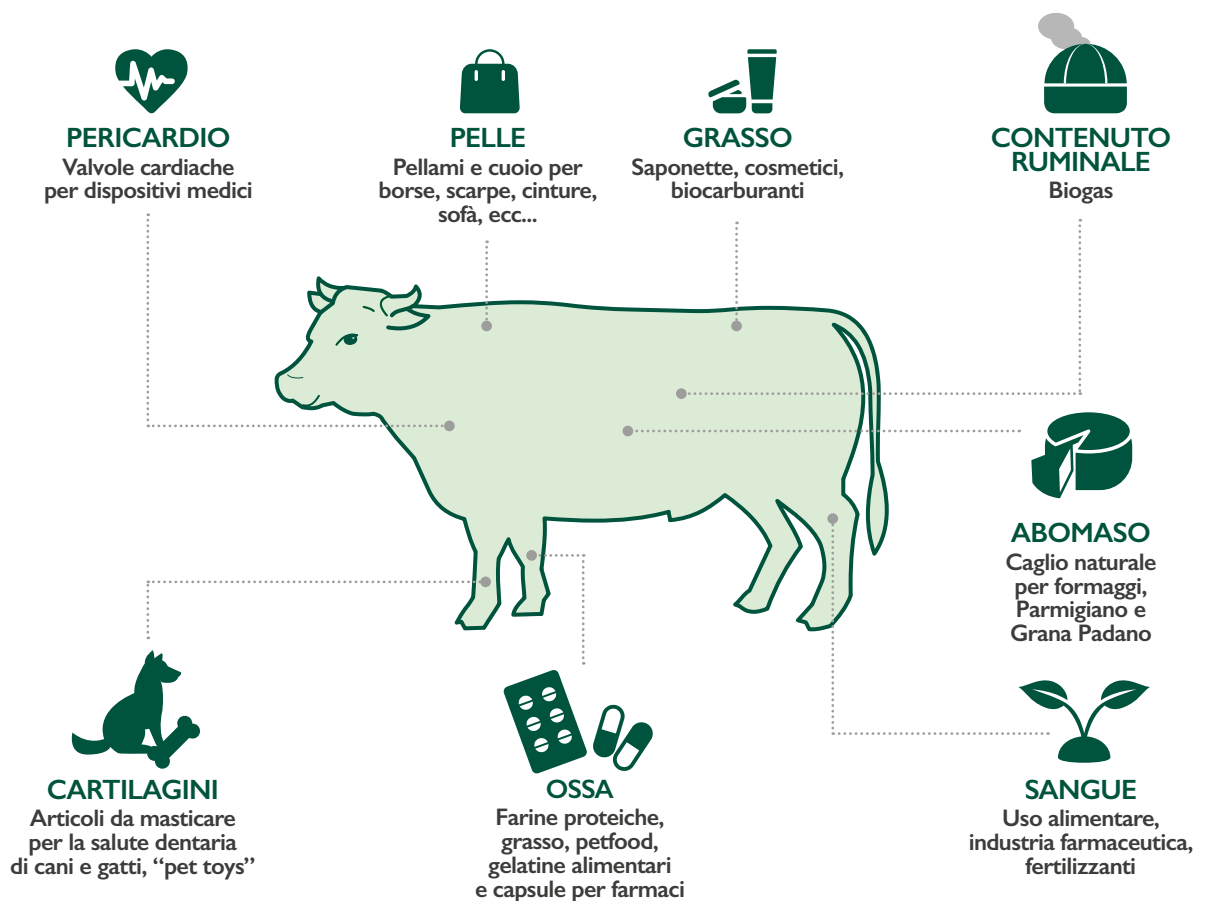 PERICARDIO
Valvole cardiache
per dispositivi medici
PELLE
Pellami e cuoio per
borse, scarpe, cinture,
sofà, ecc...
GRASSO
Saponette, cosmetici,
biocarburanti
CONTENUTO
RUMINALE
Biogas
ABOMASO
Caglio naturale
per formaggi,
Parmigiano e
Grana Padano
CARTILAGINI
Articoli da masticare
per la salute dentaria
di cani e gatti, “pet toys”
OSSA
Farine proteiche,
grasso, petfood,
gelatine alimentari
e capsule per farmaci
SANGUE
Uso alimentare,
industria farmaceutica,
fertilizzanti